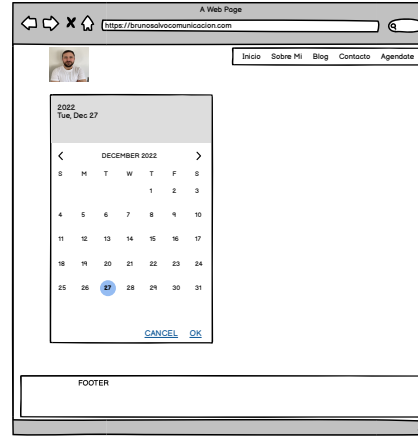 A Web Page
https://brunosalvocomunicacion.com
Inicio Sobre Mi Blog Contacto Agendate
2022
Tue, Dec 27
DECEMBER 2022
S M T W T F S
1 2 3
4 5 6 7 8 9 10
11 12 13 14 15 16 17
18 19 20 21 22 23 24
25 26 27 28 29 30 31
CANCEL OK
FOOTER